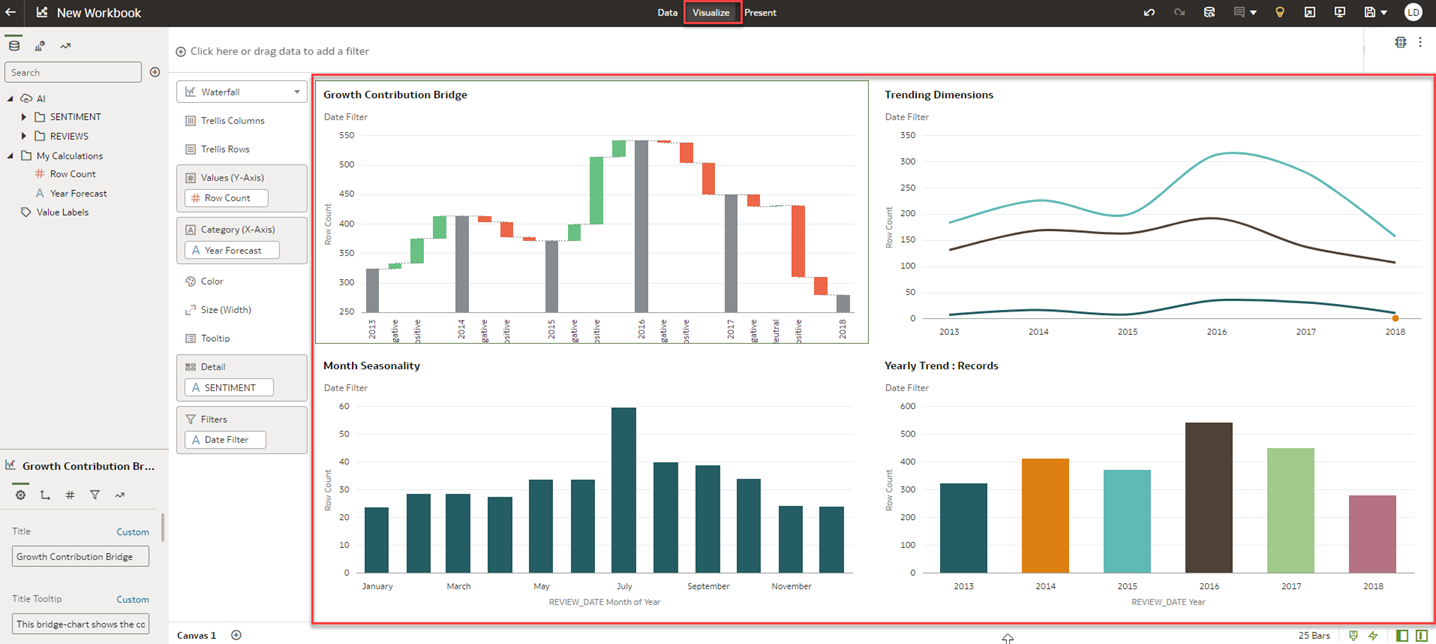 New Workbook
Data Visualize Present
LD
Click here or drag data to add a filter
Search
AI
SENTIMENT
REVIEWS
My Calculations
# Row Count
A Year Forecast
Value Labels
Waterfall
Trellis Columns
Trellis Rows
Values (Y-Axis)
# Row Count
Category (X-Axis)
A Year Forecast
Color
Size (Width)
Tooltip
Detail
A SENTIMENT
Filters
A Date Filter
Growth Contribution Br...
Title Custom
Growth Contribution Bridge
Title Tooltip Custom
This bridge-chart shows the co
Growth Contribution Bridge
Date Filter
Row Count
550
500
450
400
350
300
250
2013 gative ositive 2014 gative ositive 2015 gative ositive 2016 gative ositive 2017 gative eutral ositive 2018
Trending Dimensions
Date Filter
Row Count
350
300
250
200
150
100
50
0
2013 2014 2015 2016 2017 2018
Month Seasonality
Date Filter
Row Count
60
50
40
30
20
10
0
January March May July September November
REVIEW_DATE Month of Year
Yearly Trend : Records
Date Filter
Row Count
600
500
400
300
200
100
0
2013 2014 2015 2016 2017 2018
REVIEW_DATE Year
Canvas 1
25 Bars